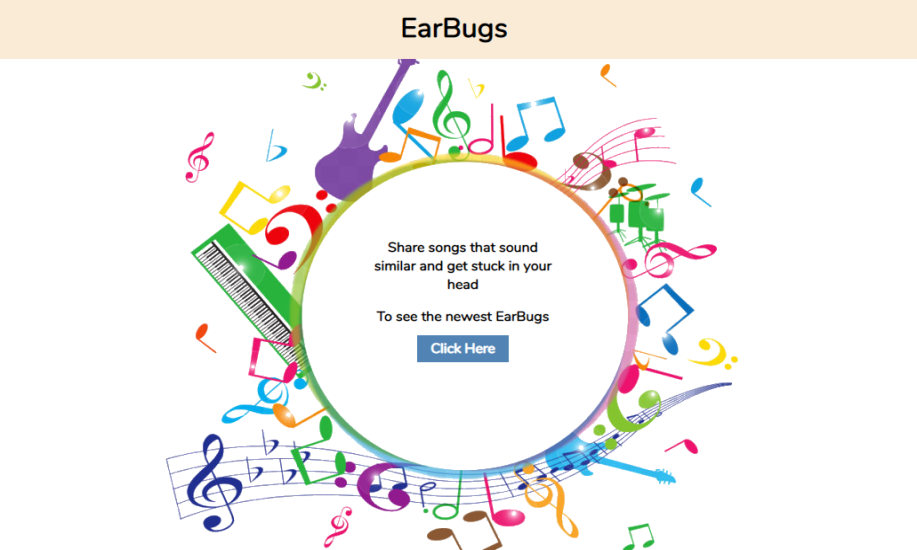 EarBugs
Share songs that sound
similar and get stuck in your
head
To see the newest EarBugs
Click Here